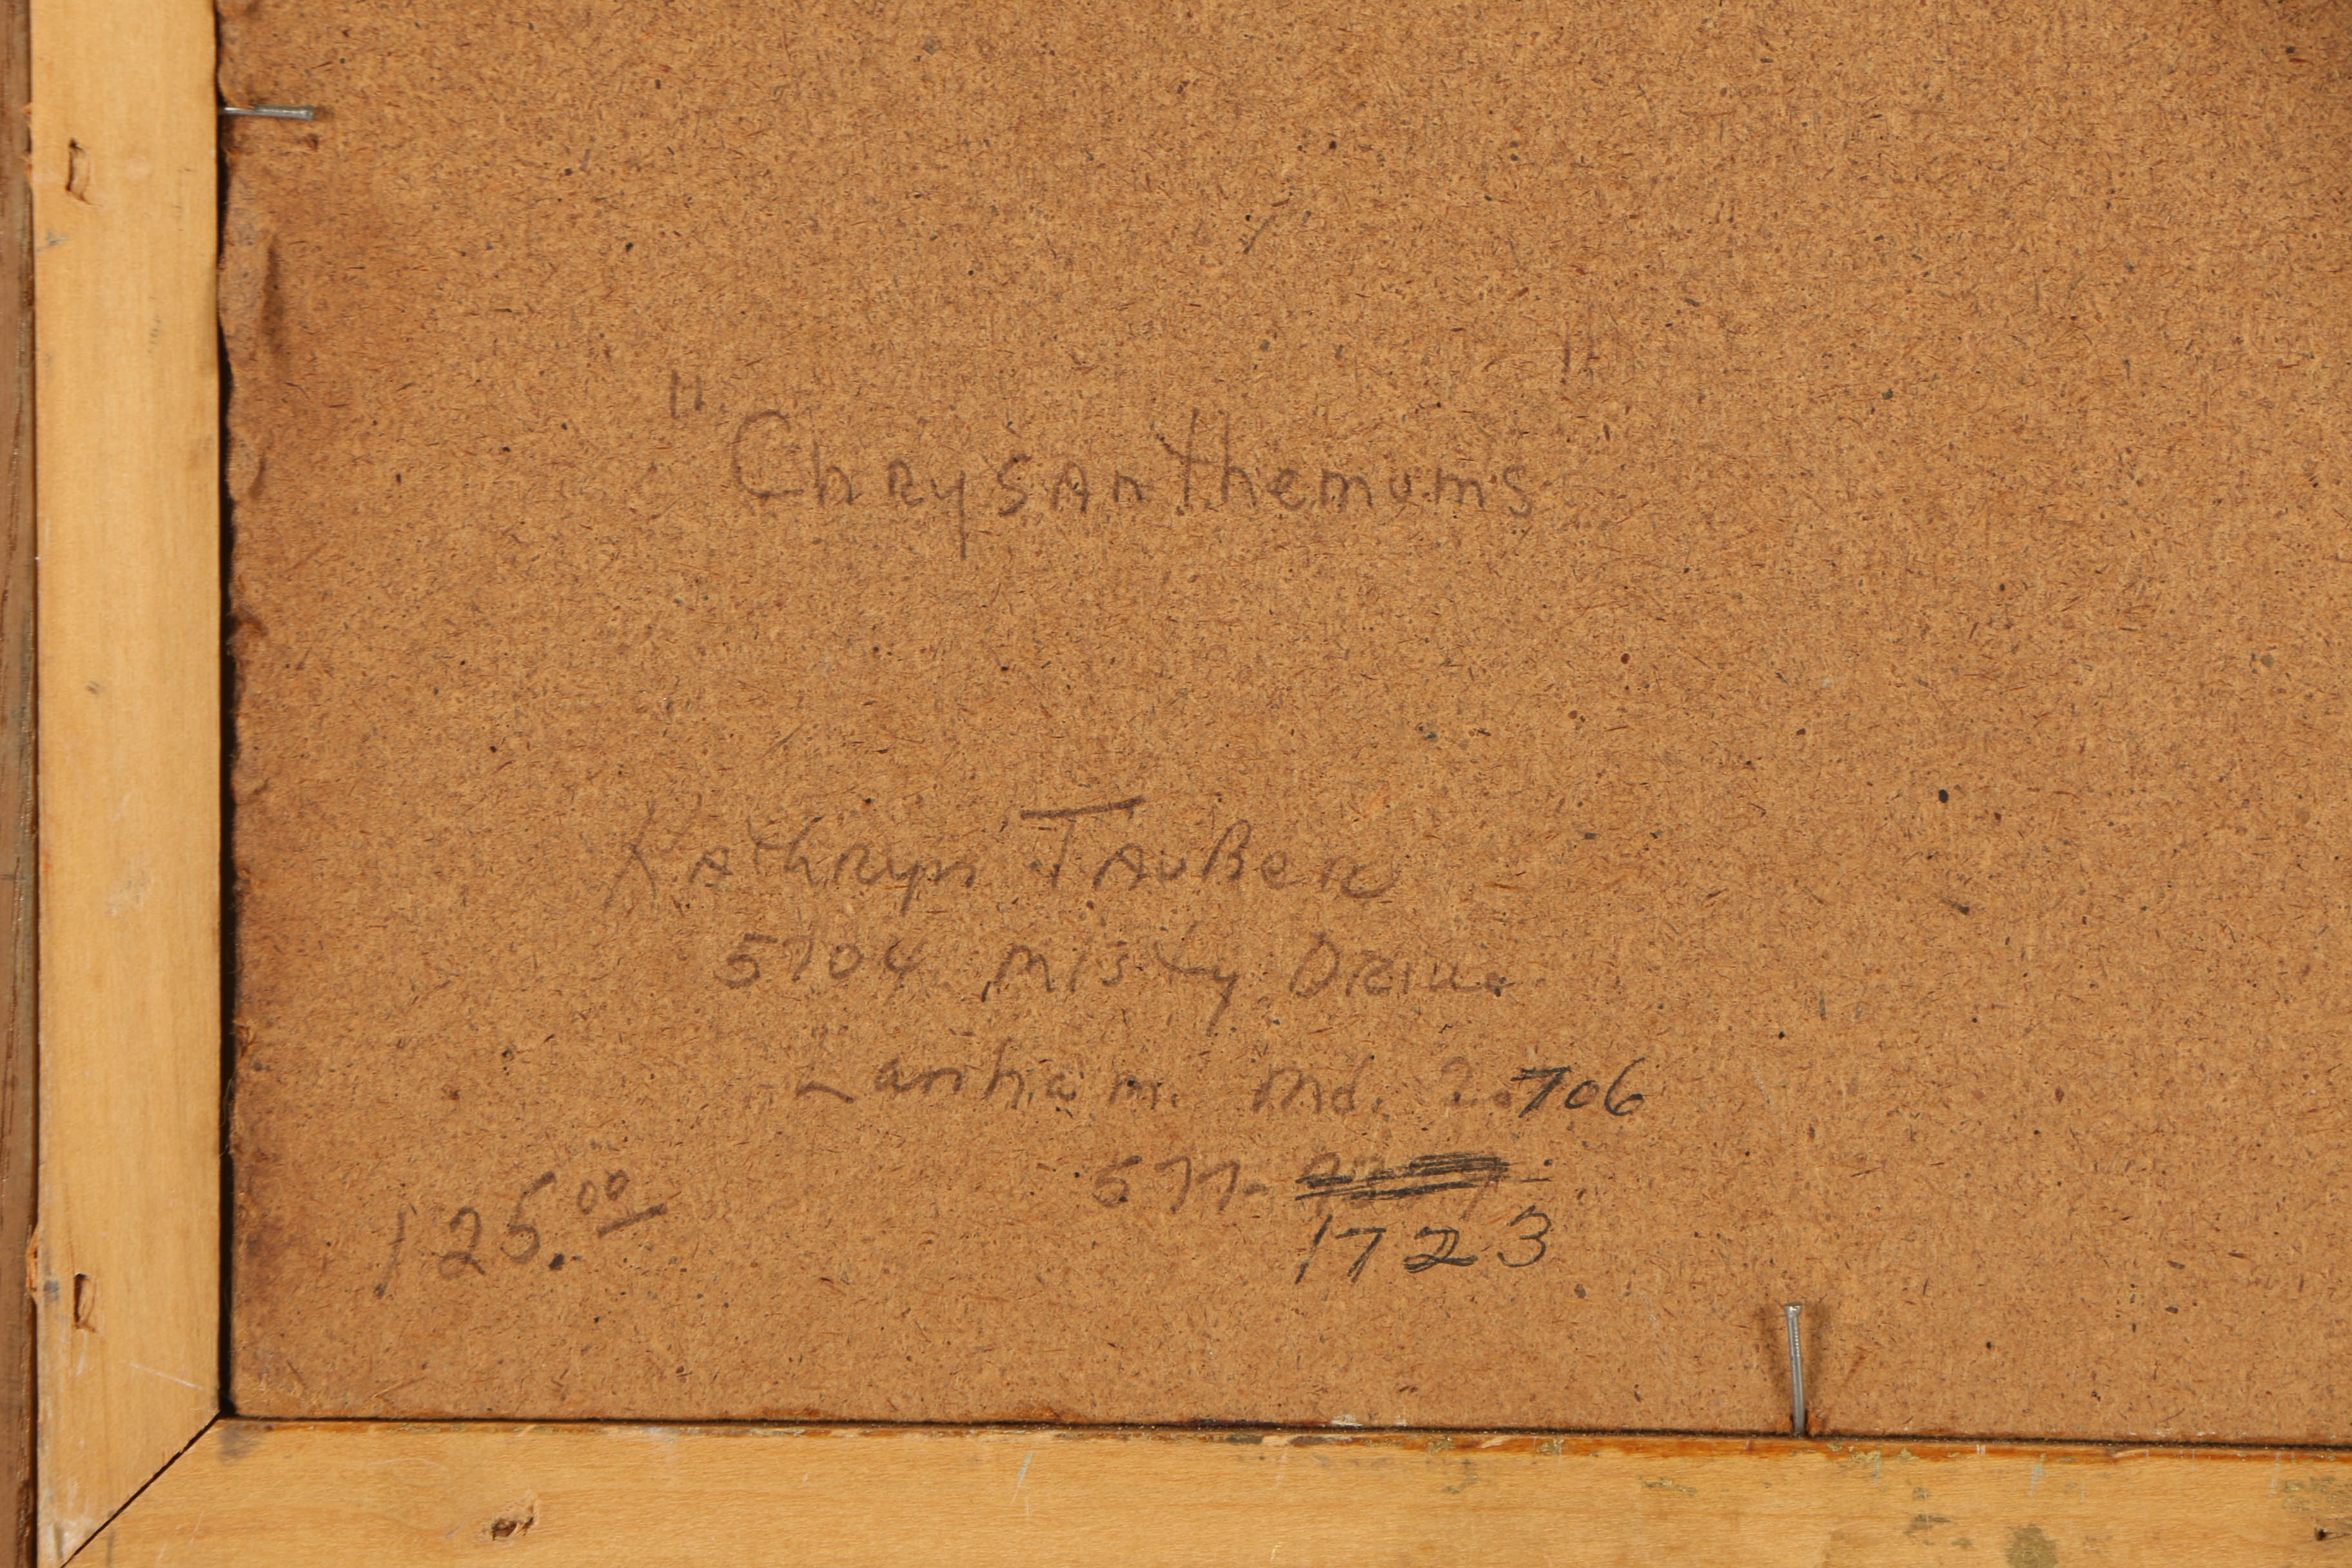 "Chrysanthemums"
Kathryn Tauber
5704 Misty Drive
Lanham. Md. 20706
125.00 577-
1723